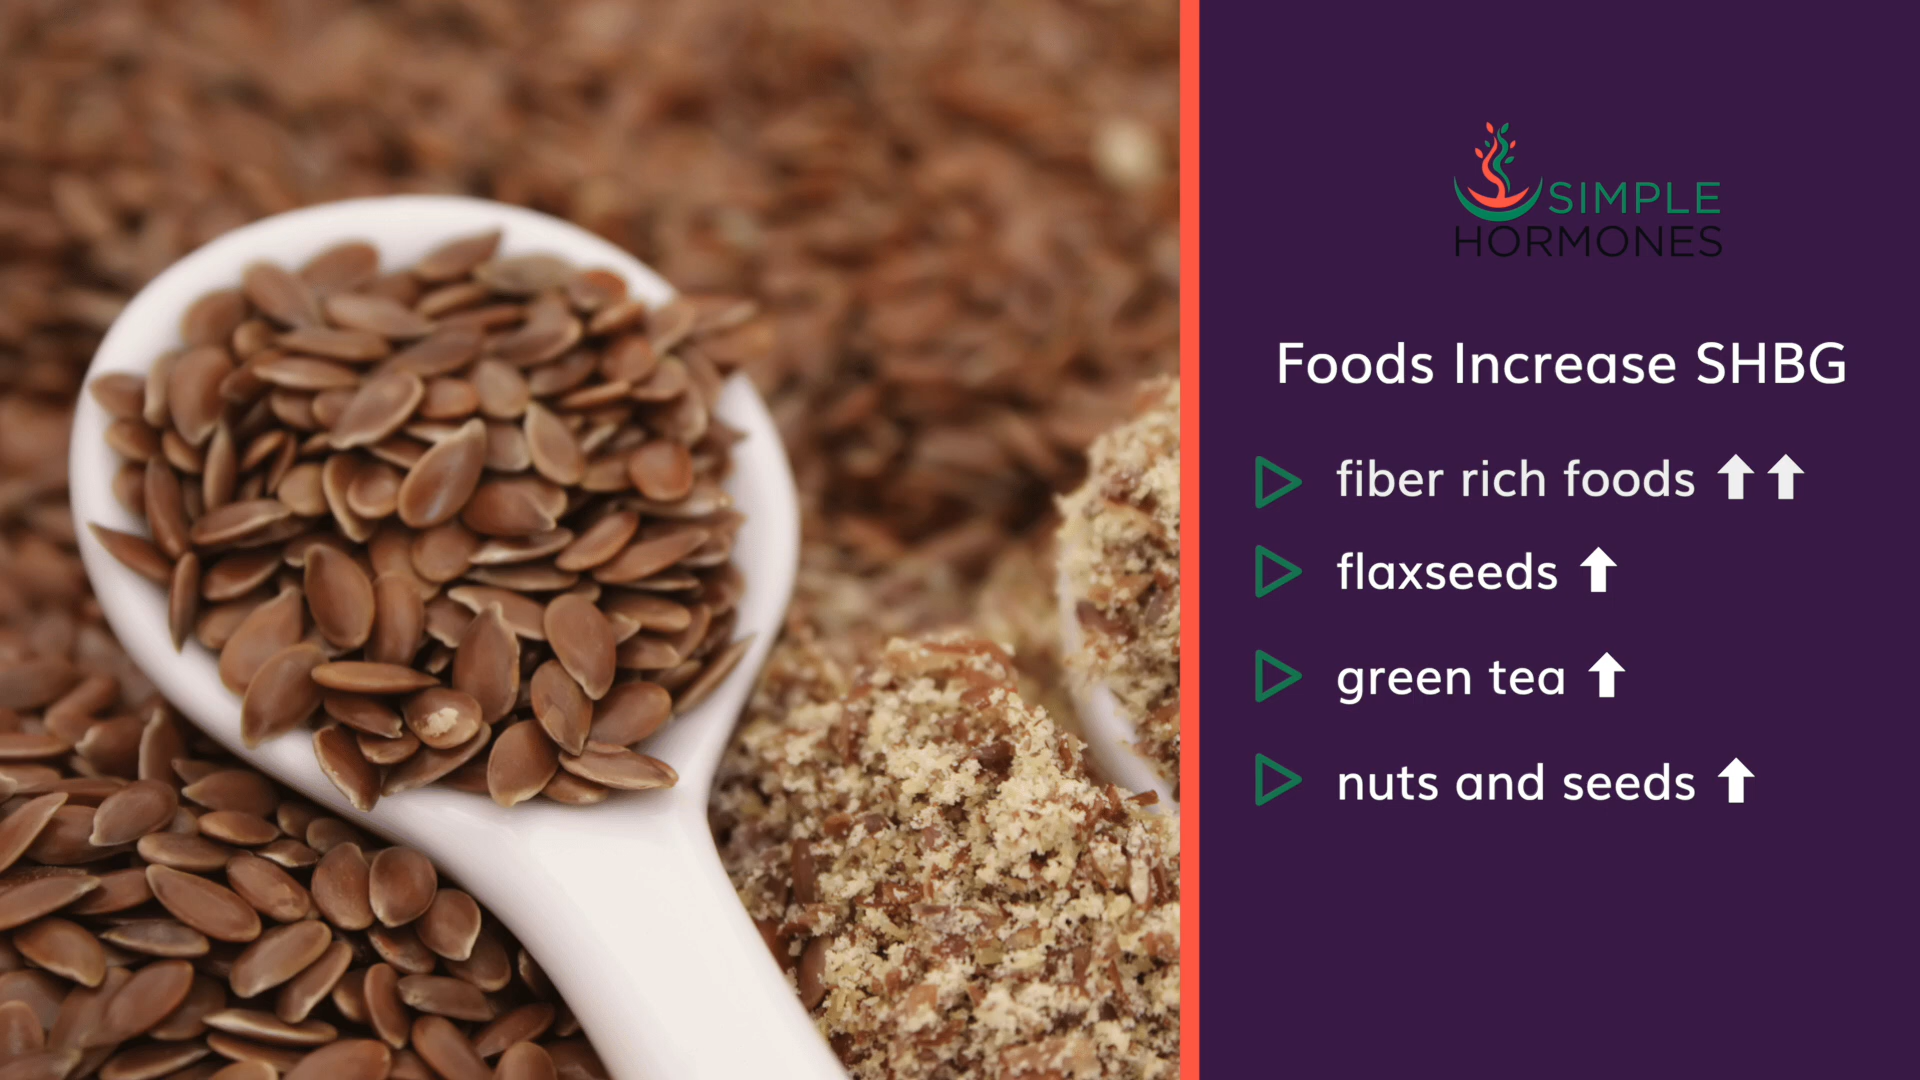 SIMPLE
HORMONES
Foods Increase SHBG
fiber rich foods ⬆⬆
flaxseeds ⬆
green tea ⬆
nuts and seeds ⬆